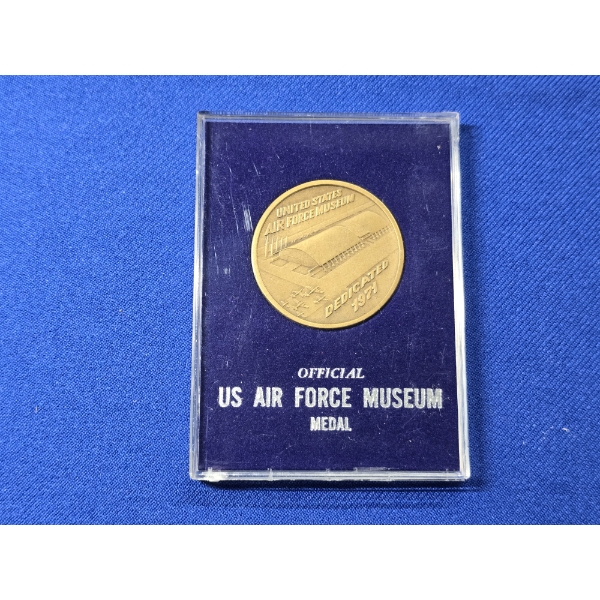 UNITED STATES
AIR FORCE MUSEUM
DEDICATED
1971
OFFICIAL
US AIR FORCE MUSEUM
MEDAL